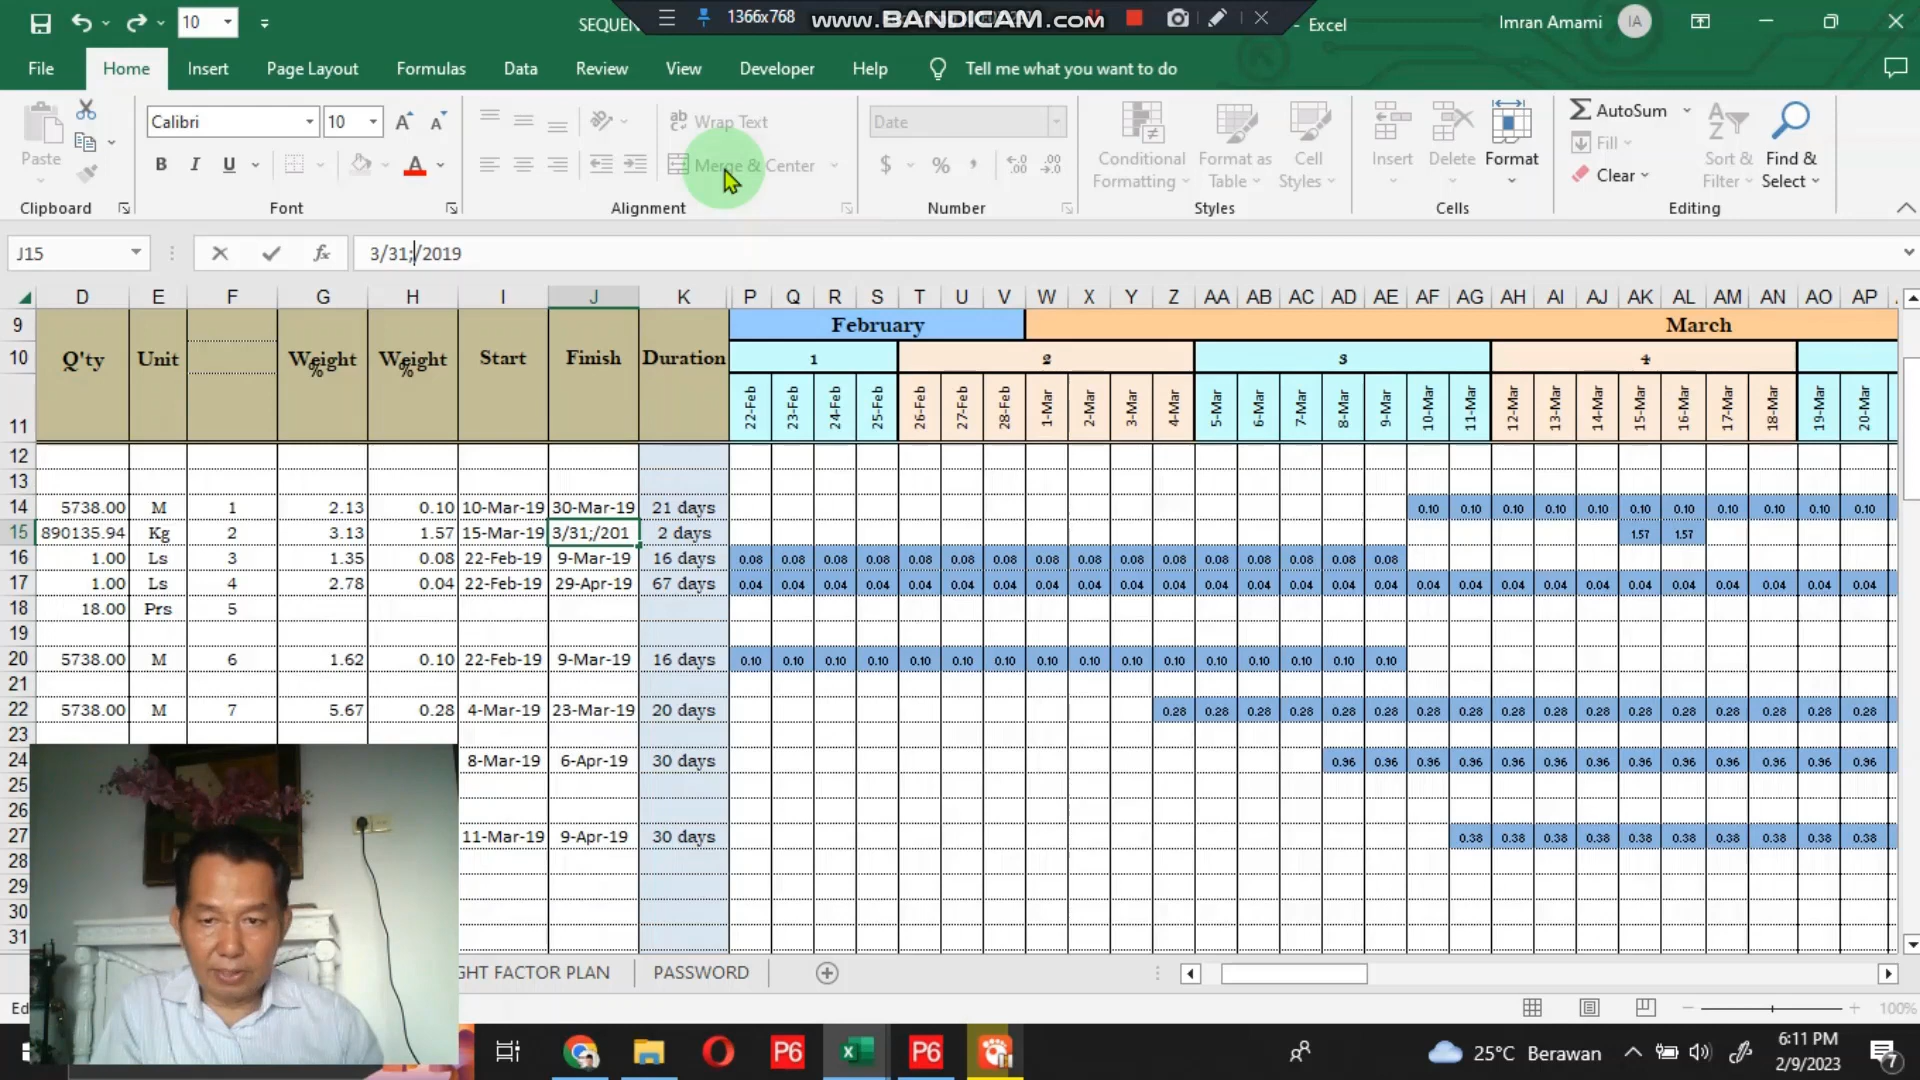 10 SEQUEN 1366x768 www.BANDICAM.com - Excel Imran Amami IA
File Home Insert Page Layout Formulas Data Review View Developer Help Tell me what you want to do
Paste Calibri 10 Wrap Text Date AutoSum
B I U Merge & Center $ % , Conditional Formatting Format as Table Cell Styles Insert Delete Format Fill Clear Sort & Filter Find & Select
Clipboard Font Alignment Number Styles Cells Editing
J15 fx 3/31;/2019
D E F G H I J K P Q R S T U V W X Y Z AA AB AC AD AE AF AG AH AI AJ AK AL AM AN AO AP
9 February March
10 Q'ty Unit Weight % Weight % Start Finish Duration 1 2 3 4
11 22-Feb 23-Feb 24-Feb 25-Feb 26-Feb 27-Feb 28-Feb 1-Mar 2-Mar 3-Mar 4-Mar 5-Mar 6-Mar 7-Mar 8-Mar 9-Mar 10-Mar 11-Mar 12-Mar 13-Mar 14-Mar 15-Mar 16-Mar 17-Mar 18-Mar 19-Mar 20-Mar
12
13
14 5738.00 M 1 2.13 0.10 10-Mar-19 30-Mar-19 21 days 0.10 0.10 0.10 0.10 0.10 0.10 0.10 0.10 0.10 0.10 0.10
15 890135.94 Kg 2 3.13 1.57 15-Mar-19 3/31;/201 2 days 1.57 1.57
16 1.00 Ls 3 1.35 0.08 22-Feb-19 9-Mar-19 16 days 0.08 0.08 0.08 0.08 0.08 0.08 0.08 0.08 0.08 0.08 0.08 0.08 0.08 0.08 0.08 0.08
17 1.00 Ls 4 2.78 0.04 22-Feb-19 29-Apr-19 67 days 0.04 0.04 0.04 0.04 0.04 0.04 0.04 0.04 0.04 0.04 0.04 0.04 0.04 0.04 0.04 0.04 0.04 0.04 0.04 0.04 0.04 0.04 0.04 0.04 0.04 0.04 0.04
18 18.00 Prs 5
19
20 5738.00 M 6 1.62 0.10 22-Feb-19 9-Mar-19 16 days 0.10 0.10 0.10 0.10 0.10 0.10 0.10 0.10 0.10 0.10 0.10 0.10 0.10 0.10 0.10 0.10
21
22 5738.00 M 7 5.67 0.28 4-Mar-19 23-Mar-19 20 days 0.28 0.28 0.28 0.28 0.28 0.28 0.28 0.28 0.28 0.28 0.28 0.28 0.28 0.28 0.28 0.28 0.28
23
24 8-Mar-19 6-Apr-19 30 days 0.96 0.96 0.96 0.96 0.96 0.96 0.96 0.96 0.96 0.96 0.96 0.96 0.96
25
26
27 11-Mar-19 9-Apr-19 30 days 0.38 0.38 0.38 0.38 0.38 0.38 0.38 0.38 0.38 0.38
28
29
30
31
GHT FACTOR PLAN PASSWORD
Ed 100%
P6 P6 25°C Berawan 6:11 PM
2/9/2023 7